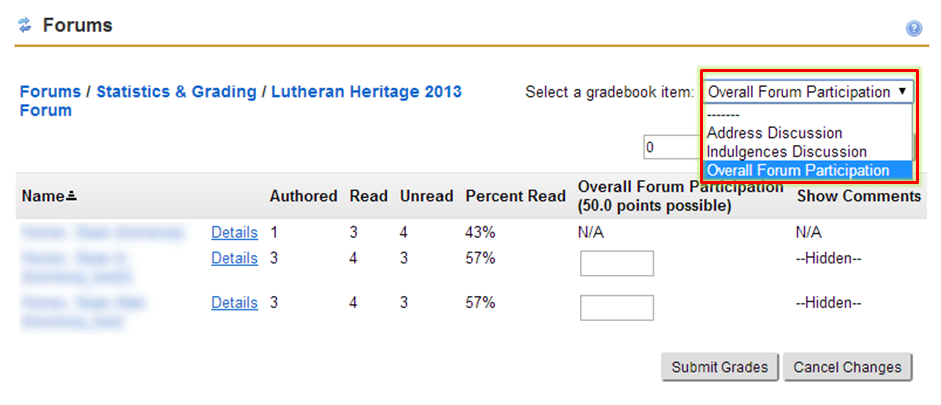 Forums
?
Forums / Statistics & Grading / Lutheran Heritage 2013
Forum
Select a gradebook item: Overall Forum Participation
-------
Address Discussion
Indulgences Discussion
Overall Forum Participation
0
Name Authored Read Unread Percent Read Overall Forum Participation (50.0 points possible) Show Comments
Details 1 3 4 43% N/A N/A
Details 3 4 3 57% --Hidden--
Details 3 4 3 57% --Hidden--
Submit Grades Cancel Changes